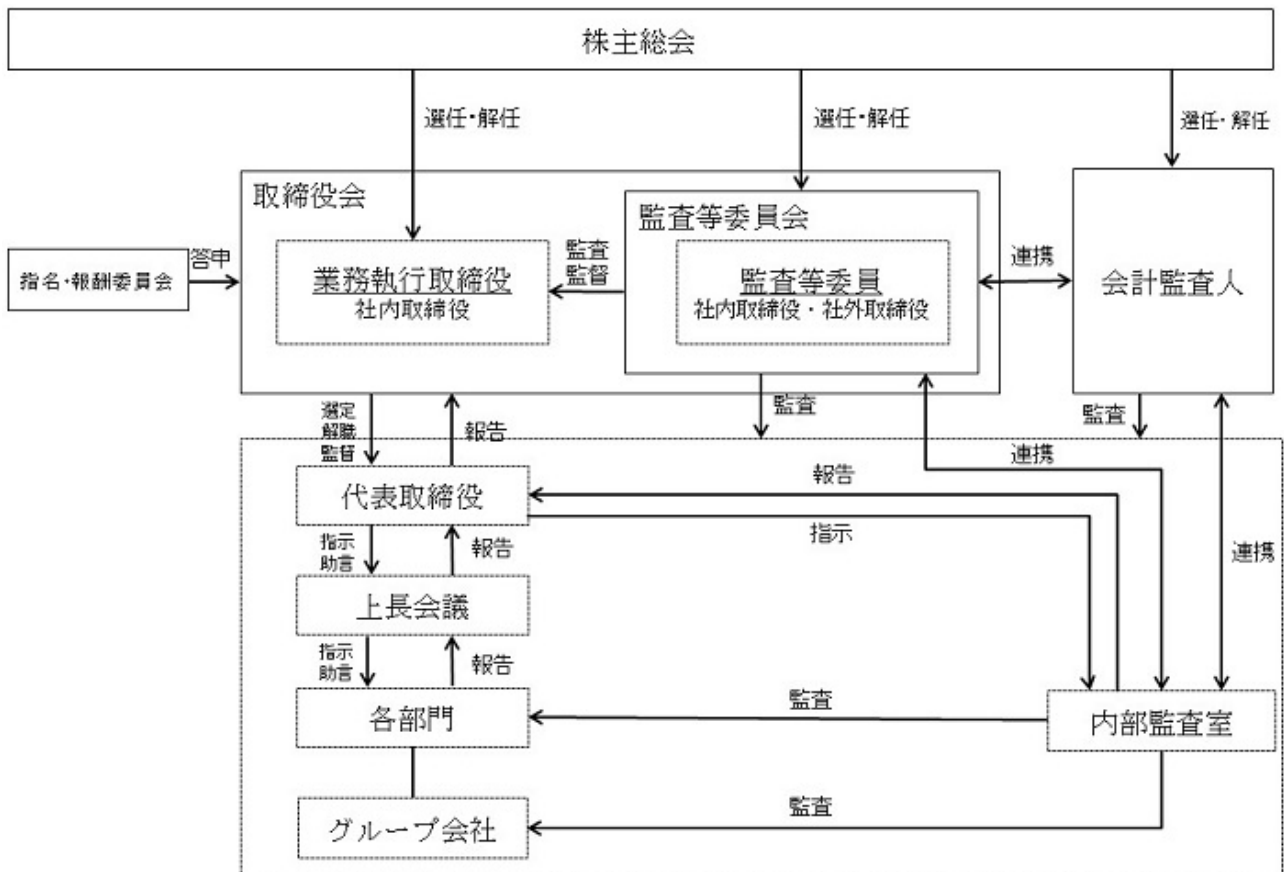 株主総会
選任・解任
選任・解任
選任・解任
取締役会
監査等委員会
指名・報酬委員会
答申
業務執行取締役
社内取締役
監査
監督
監査等委員
社内取締役・社外取締役
連携
会計監査人
選定
解職
監督
報告
監査
監査
代表取締役
報告
連携
指示
連携
指示
助言
報告
上長会議
指示
助言
報告
各部門
監査
内部監査室
グループ会社
監査